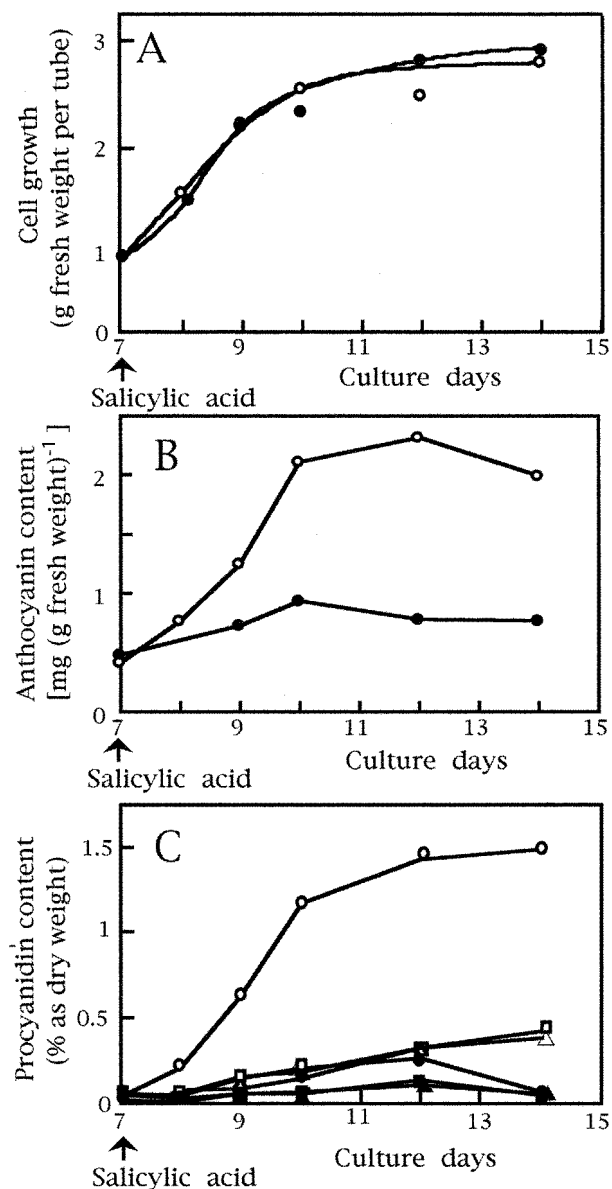 A
3
2
1
0
Cell growth
(g fresh weight per tube)
7 9 11 13 15
Culture days
Salicylic acid
B
2
1
0
Anthocyanin content
[mg (g fresh weight)⁻¹ ]
7 9 11 13 15
Culture days
Salicylic acid
C
1.5
1
0.5
0
Procyanidin content
(% as dry weight)
7 9 11 13 15
Culture days
Salicylic acid